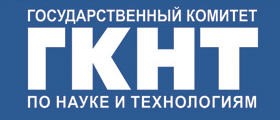 ГОСУДАРСТВЕННЫЙ КОМИТЕТ
ГКНТ
ПО НАУКЕ И ТЕХНОЛОГИЯМ